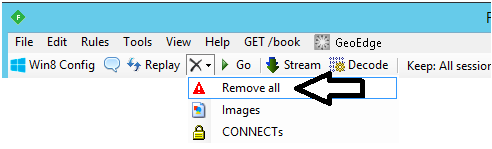 File Edit Rules Tools View Help GET /book GeoEdge
Win8 Config Replay Go Stream Decode Keep: All session
Remove all
Images
CONNECTs